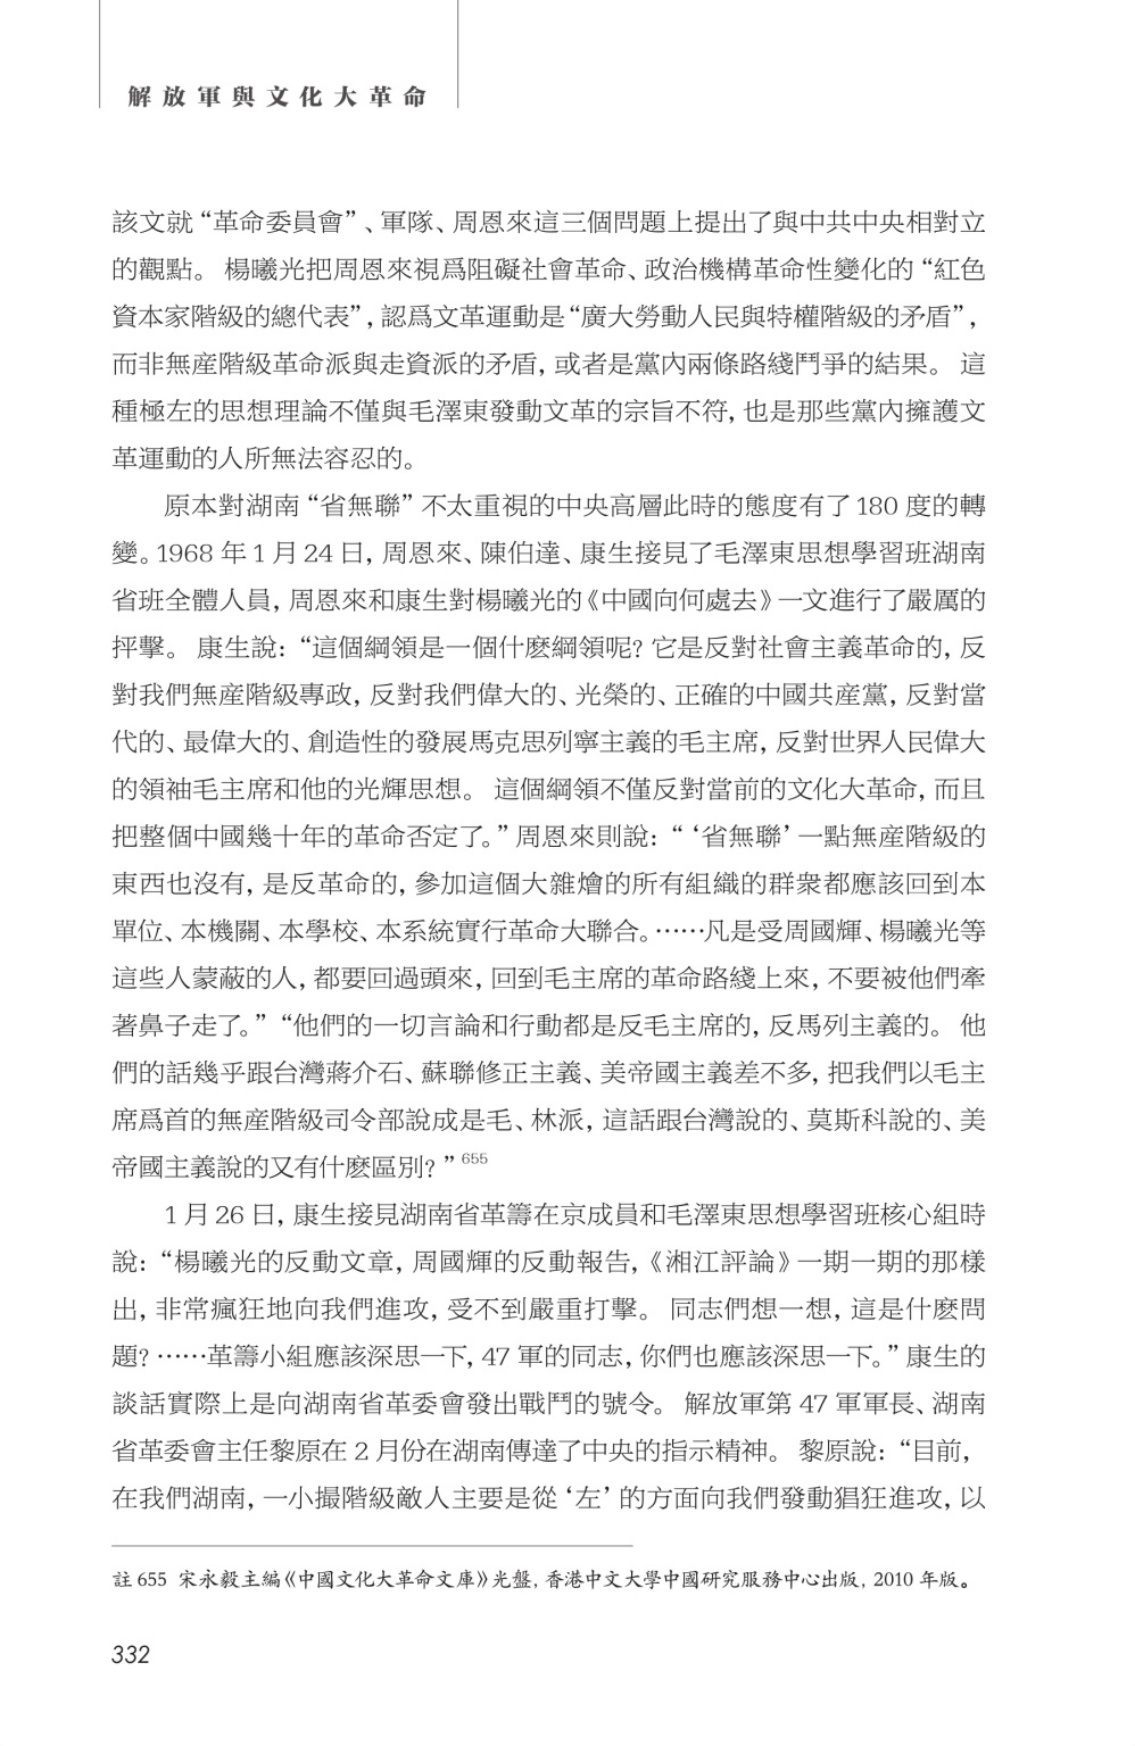 解放軍與文化大革命
該文就“革命委員會”、軍隊、周恩來這三個問題上提出了與中共中央相對立
的觀點。 楊曦光把周恩來視爲阻礙社會革命、政治機構革命性變化的“紅色
資本家階級的總代表”，認爲文革運動是“廣大勞動人民與特權階級的矛盾”，
而非無産階級革命派與走資派的矛盾，或者是黨內兩條路綫鬥爭的結果。 這
種極左的思想理論不僅與毛澤東發動文革的宗旨不符，也是那些黨內擁護文
革運動的人所無法容忍的。
原本對湖南“省無聯”不太重視的中央高層此時的態度有了180 度的轉
變。1968 年 1 月 24 日，周恩來、陳伯達、康生接見了毛澤東思想學習班湖南
省班全體人員，周恩來和康生對楊曦光的《中國向何處去》一文進行了嚴厲的
抨擊。 康生說：“這個綱領是一個什麽綱領呢？它是反對社會主義革命的，反
對我們無産階級專政，反對我們偉大的、光榮的、正確的中國共産黨，反對當
代的、最偉大的、創造性的發展馬克思列寧主義的毛主席，反對世界人民偉大
的領袖毛主席和他的光輝思想。 這個綱領不僅反對當前的文化大革命，而且
把整個中國幾十年的革命否定了。”周恩來則說：“‘省無聯’一點無産階級的
東西也沒有，是反革命的，參加這個大雜燴的所有組織的群衆都應該回到本
單位、本機關、本學校、本系統實行革命大聯合。……凡是受周國輝、楊曦光等
這些人蒙蔽的人，都要回過頭來，回到毛主席的革命路綫上來，不要被他們牽
著鼻子走了。”“他們的一切言論和行動都是反毛主席的，反馬列主義的。 他
們的話幾乎跟台灣蔣介石、蘇聯修正主義、美帝國主義差不多，把我們以毛主
席爲首的無産階級司令部說成是毛、林派，這話跟台灣說的、莫斯科說的、美
帝國主義說的又有什麽區別？”655
1 月 26 日，康生接見湖南省革籌在京成員和毛澤東思想學習班核心組時
說：“楊曦光的反動文章，周國輝的反動報告，《湘江評論》一期一期的那樣
出，非常瘋狂地向我們進攻，受不到嚴重打擊。 同志們想一想，這是什麽問
題？……革籌小組應該深思一下，47 軍的同志，你們也應該深思一下。”康生的
談話實際上是向湖南省革委會發出戰鬥的號令。 解放軍第 47 軍軍長、湖南
省革委會主任黎原在 2 月份在湖南傳達了中央的指示精神。 黎原說：“目前，
在我們湖南，一小撮階級敵人主要是從‘左’的方面向我們發動猖狂進攻，以
註 655 宋永毅主編《中國文化大革命文庫》光盤，香港中文大學中國研究服務中心出版，2010 年版。
332